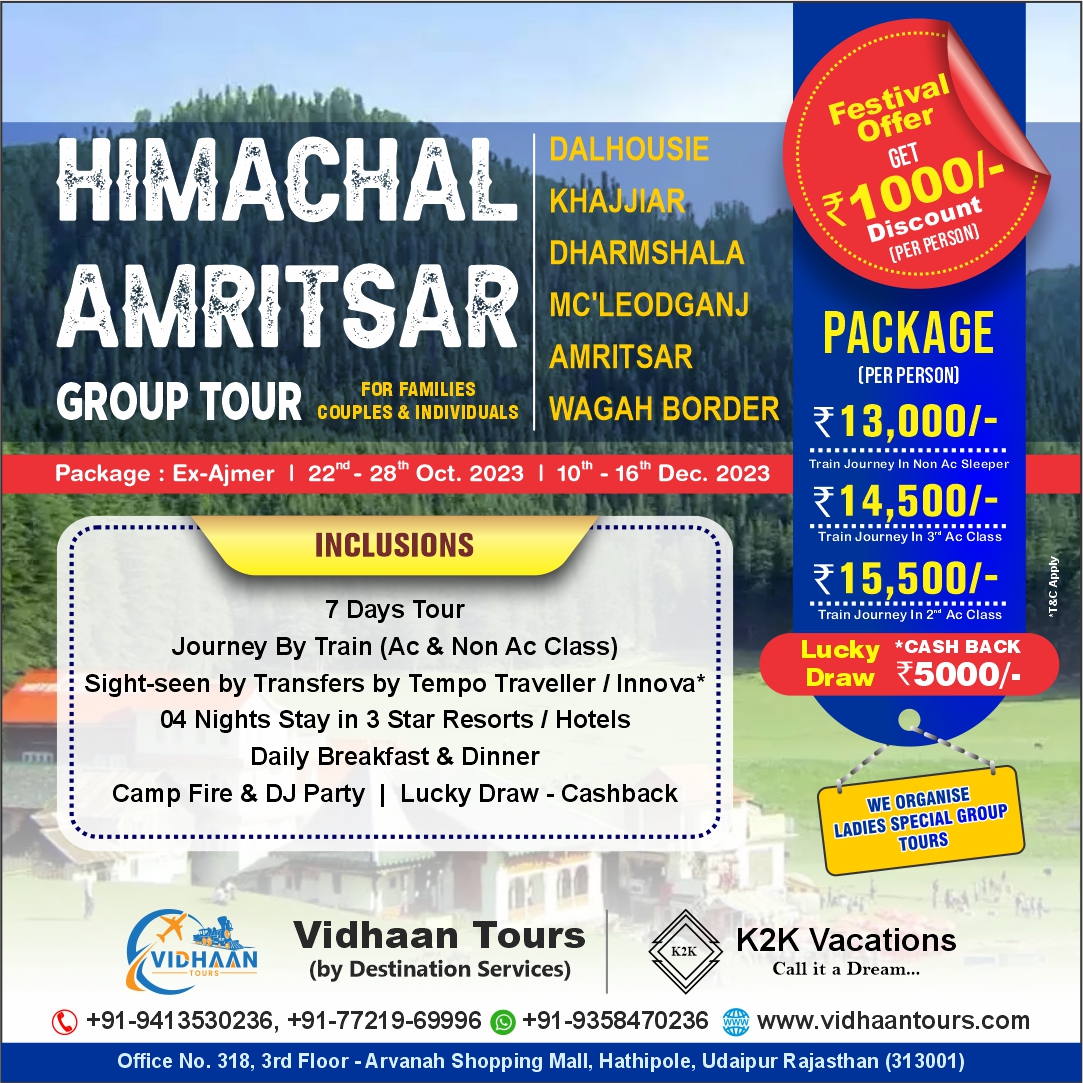 HIMACHAL
AMRITSAR
GROUP TOUR
FOR FAMILIES
COUPLES & INDIVIDUALS
DALHOUSIE
KHAJJIAR
DHARMSHALA
MC'LEODGANJ
AMRITSAR
WAGAH BORDER
Festival
Offer
GET
₹1000/-
Discount
(PER PERSON)
PACKAGE
(PER PERSON)
₹13,000/-
Train Journey In Non Ac Sleeper
₹14,500/-
Train Journey In 3rd Ac Class
₹15,500/-
Train Journey In 2nd Ac Class
*T&C Apply
Lucky
Draw
*CASH BACK
₹5000/-
Package : Ex-Ajmer | 22nd - 28th Oct. 2023 | 10th - 16th Dec. 2023
INCLUSIONS
7 Days Tour
Journey By Train (Ac & Non Ac Class)
Sight-seen by Transfers by Tempo Traveller / Innova*
04 Nights Stay in 3 Star Resorts / Hotels
Daily Breakfast & Dinner
Camp Fire & DJ Party | Lucky Draw - Cashback
WE ORGANISE
LADIES SPECIAL GROUP
TOURS
VIDHAAN
TOURS
Vidhaan Tours
(by Destination Services)
K2K
K2K Vacations
Call it a Dream...
+91-9413530236, +91-77219-69996
+91-9358470236
www
www.vidhaantours.com
Office No. 318, 3rd Floor - Arvanah Shopping Mall, Hathipole, Udaipur Rajasthan (313001)